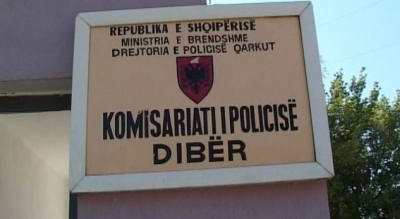 REPUBLIKA E SHQIPËRISË
MINISTRIA E BRENDSHME
DREJTORIA E POLICISË QARKUT
KOMISARIATI I POLICISË
DIBËR